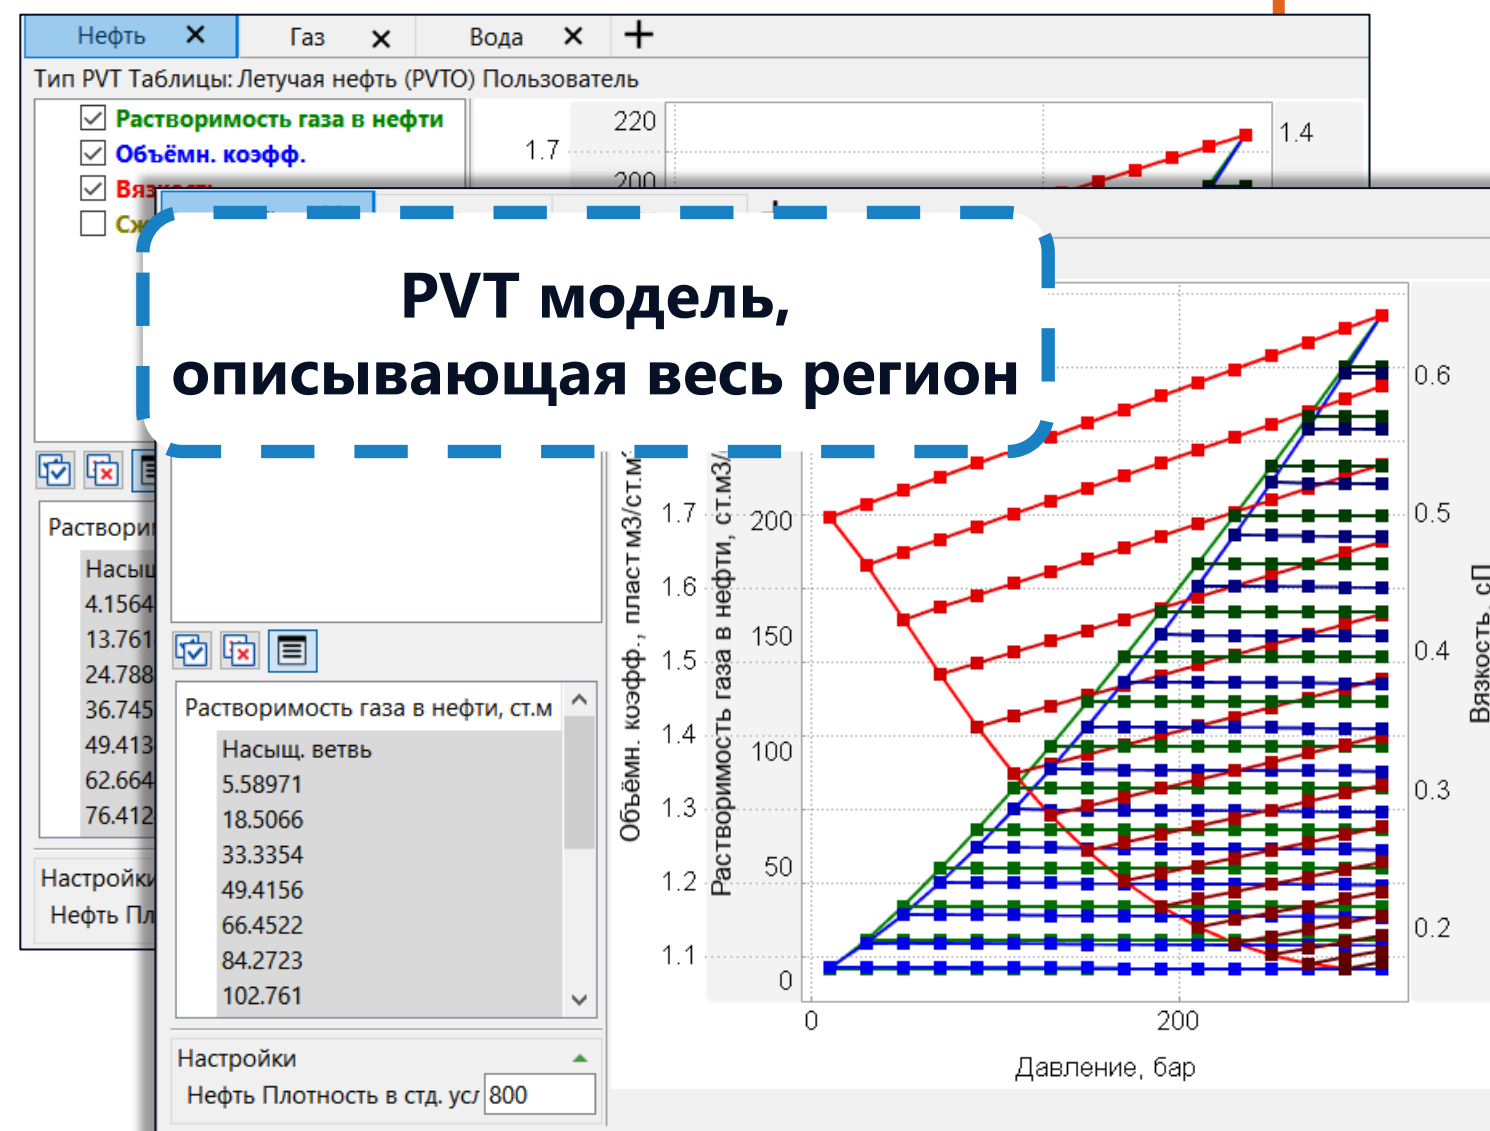 Нефть
Газ
Вода
Тип PVT Таблицы: Летучая нефть (PVTO) Пользователь
Растворимость газа в нефти
Объёмн. коэфф.
220
1.7
200
1.4
PVT модель,
описывающая весь регион
4.1564
13.761
24.788
36.745
49.413
62.664
76.412
Настройки
Нефть
Растворимость газа в нефти, ст.м
Насыщ. ветвь
5.58971
18.5066
33.3354
49.4156
66.4522
84.2723
102.761
Настройки
Нефть Плотность в стд. усл
800
Объёмн. коэфф., пласт м3/ст.м
1.7
1.6
1.5
1.4
1.3
1.2
1.1
Растворимость газа в нефти, ст.м3/
200
150
100
50
0
0
200
Давление, бар
0.6
0.5
0.4
0.3
0.2
Вязкость, сП